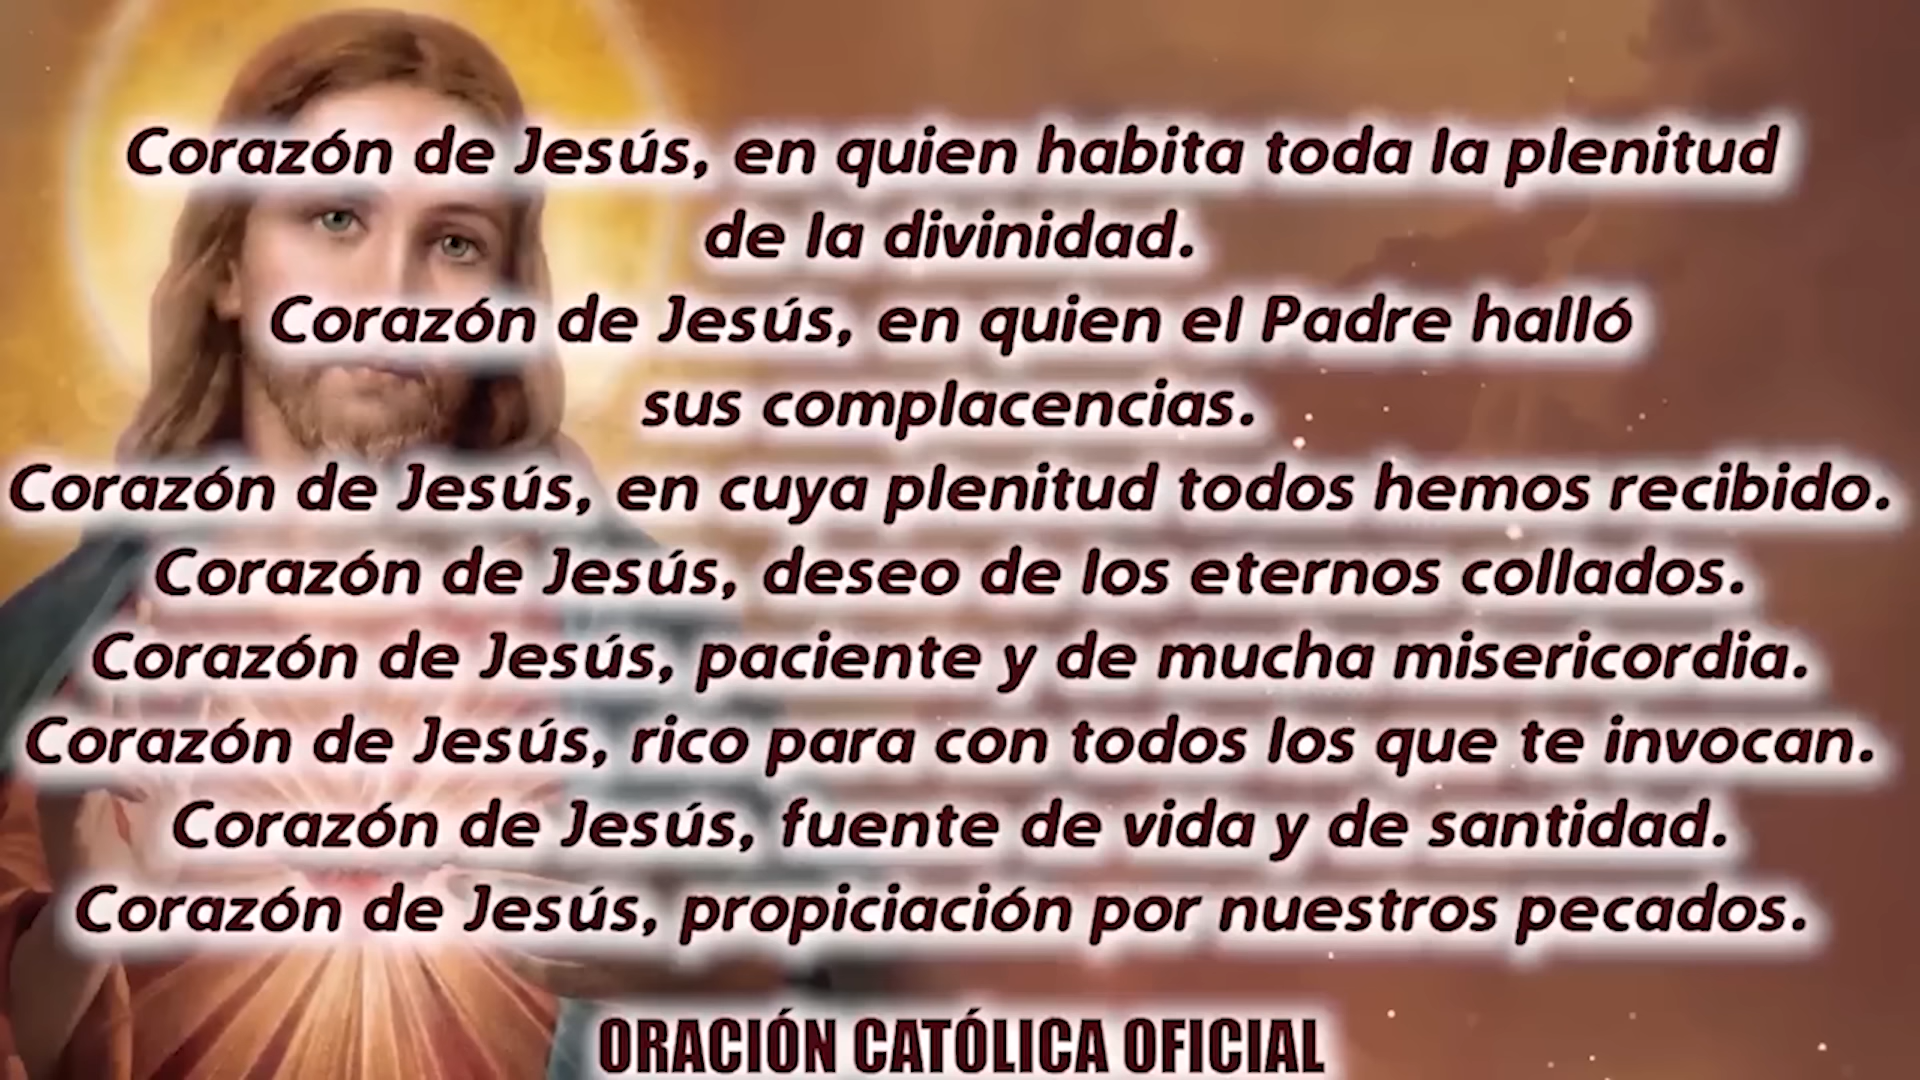 Corazón de Jesús, en quien habita toda la plenitud
de la divinidad.
Corazón de Jesús, en quien el Padre halló
sus complacencias.
Corazón de Jesús, en cuya plenitud todos hemos recibido.
Corazón de Jesús, deseo de los eternos collados.
Corazón de Jesús, paciente y de mucha misericordia.
Corazón de Jesús, rico para con todos los que te invocan.
Corazón de Jesús, fuente de vida y de santidad.
Corazón de Jesús, propiciación por nuestros pecados.
ORACIÓN CATÓLICA OFICIAL